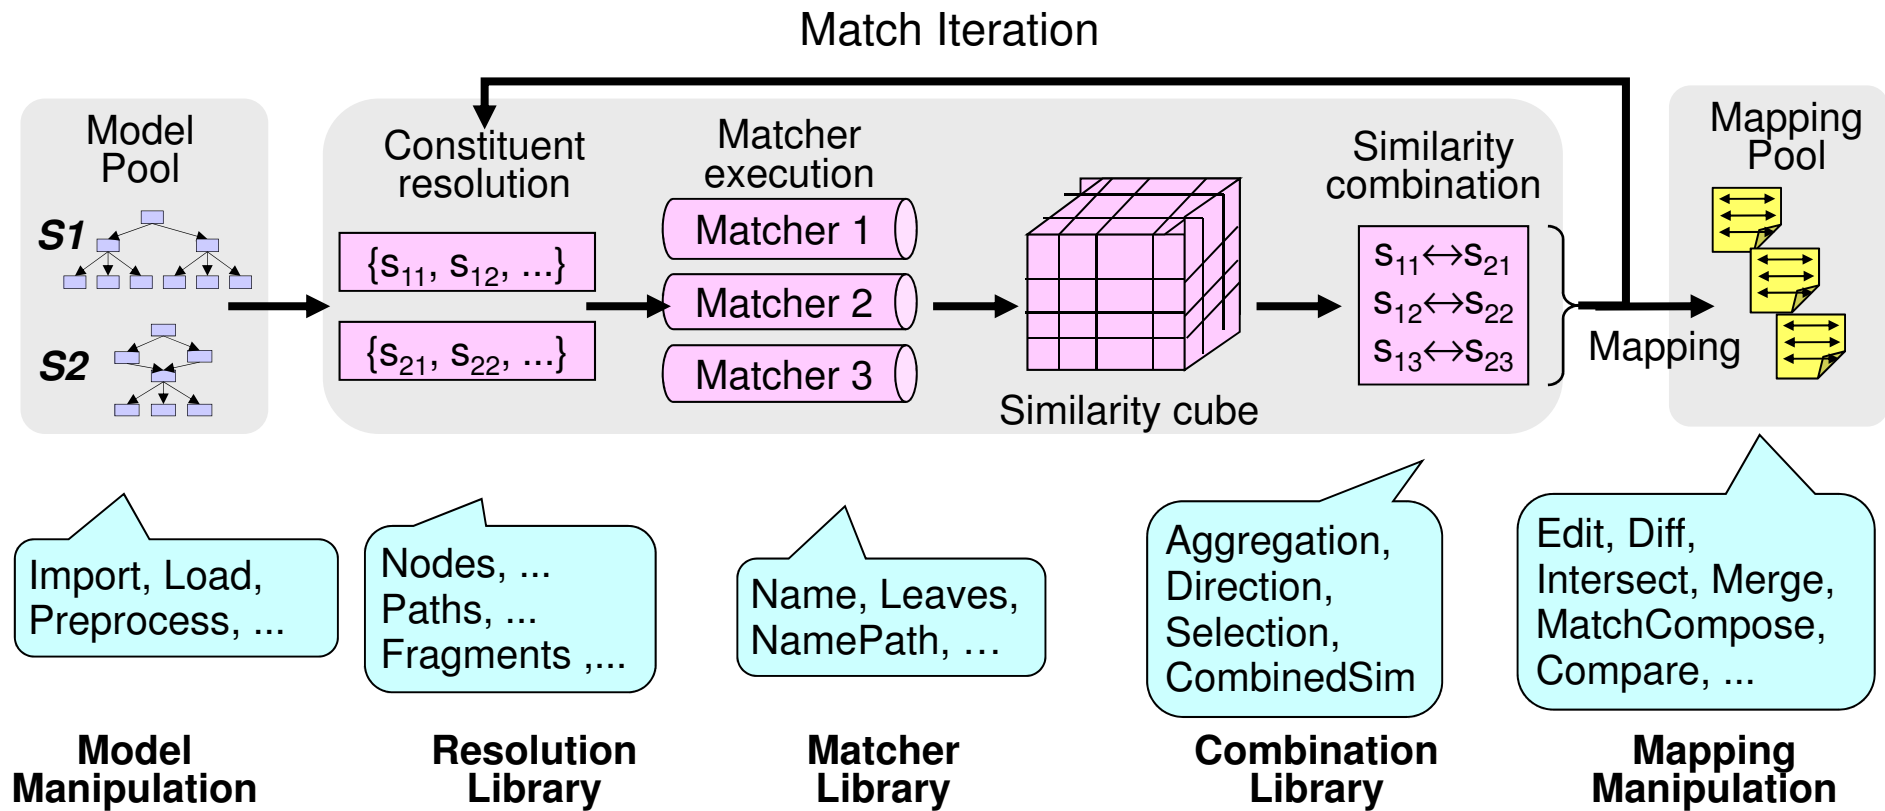 Match Iteration
Model
Pool
S1
S2
Constituent
resolution
{s11, s12, ...}
{s21, s22, ...}
Matcher
execution
Matcher 1
Matcher 2
Matcher 3
Similarity cube
Similarity
combination
s11↔s21
s12↔s22
s13↔s23
Mapping
Mapping
Pool
Import, Load,
Preprocess, ...
Nodes, ...
Paths, ...
Fragments ,...
Name, Leaves,
NamePath, …
Aggregation,
Direction,
Selection,
CombinedSim
Edit, Diff,
Intersect, Merge,
MatchCompose,
Compare, ...
Model
Manipulation
Resolution
Library
Matcher
Library
Combination
Library
Mapping
Manipulation